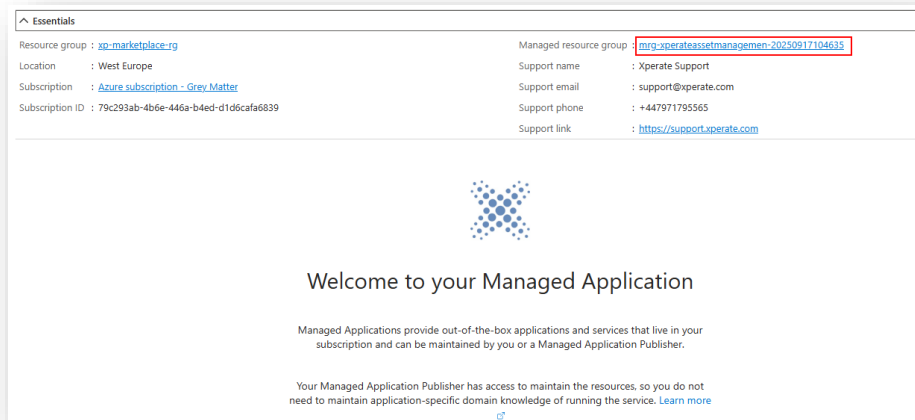 Essentials
Resource group : xp-marketplace-rg
Location : West Europe
Subscription : Azure subscription - Grey Matter
Subscription ID : 79c293ab-4b6e-446a-b4ed-d1d6cafa6839
Managed resource group : mrg-xperateassetmanagemen-20250917104635
Support name : Xperate Support
Support email : support@xperate.com
Support phone : +447971795565
Support link : https://support.xperate.com
Welcome to your Managed Application
Managed Applications provide out-of-the-box applications and services that live in your
subscription and can be maintained by you or a Managed Application Publisher.
Your Managed Application Publisher has access to maintain the resources, so you do not
need to maintain application-specific domain knowledge of running the service. Learn more